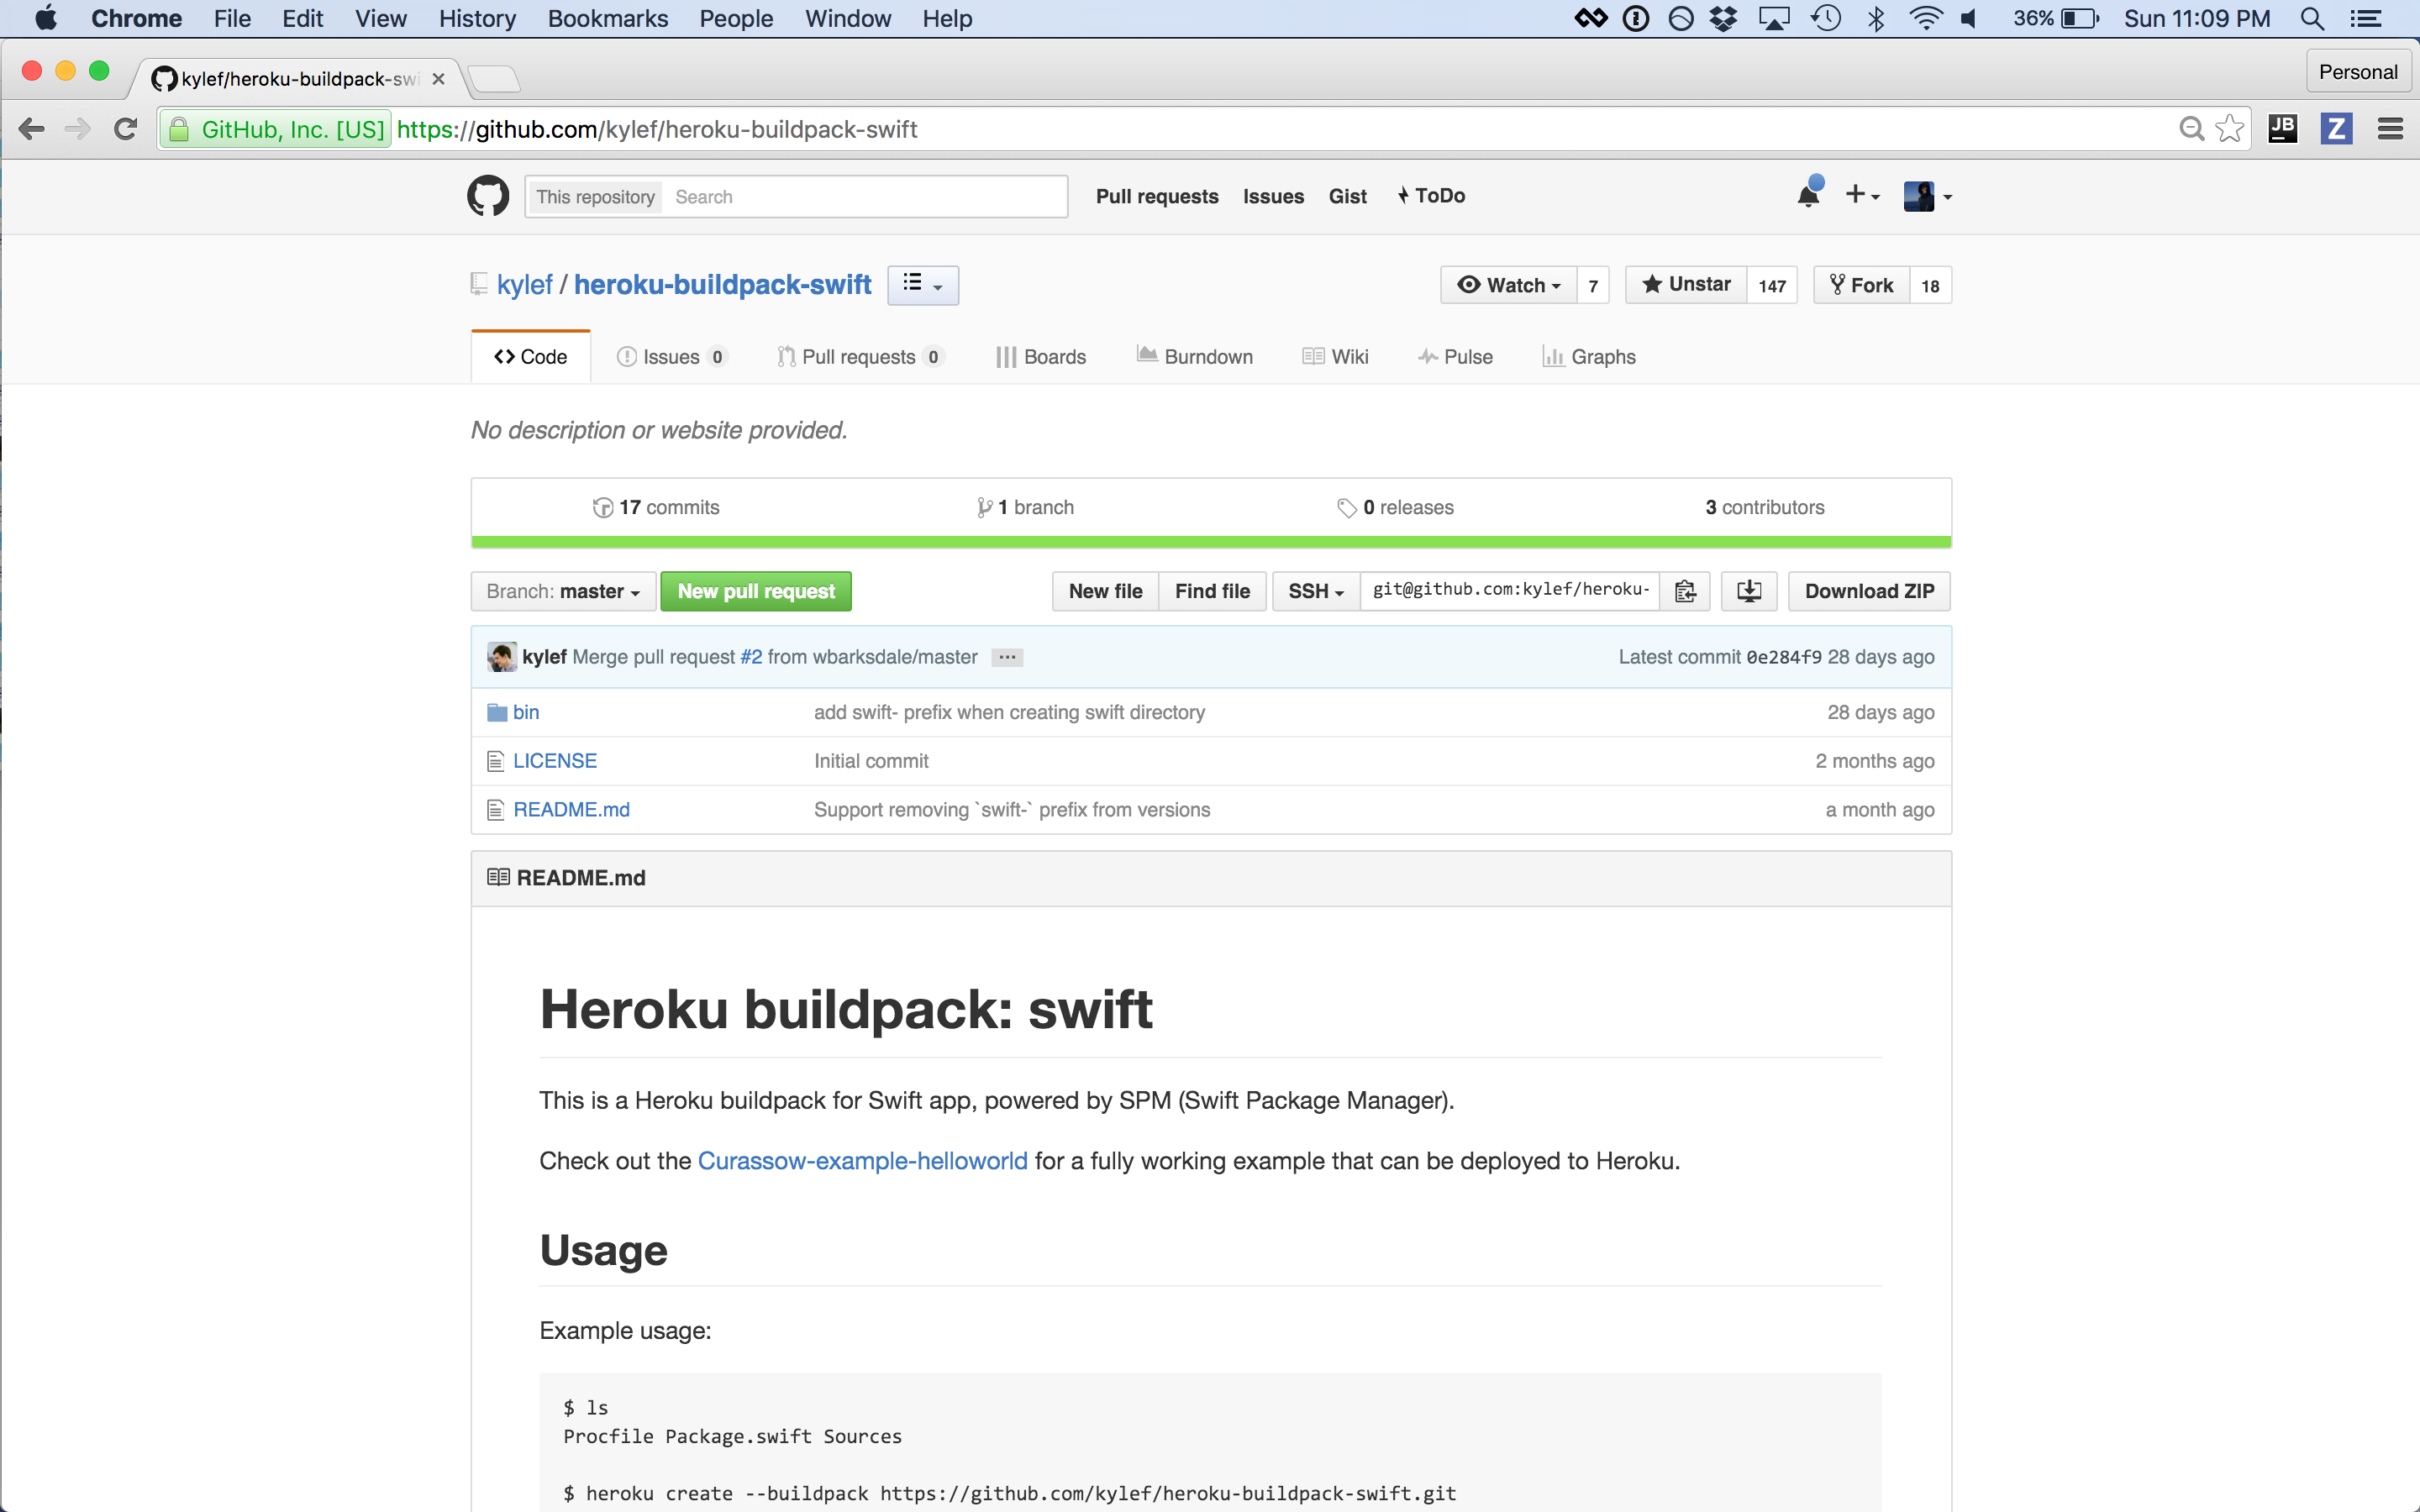 Chrome File Edit View History Bookmarks People Window Help 36% Sun 11:09 PM
kylef/heroku-buildpack-swi Personal
GitHub, Inc. [US] https://github.com/kylef/heroku-buildpack-swift JB Z
This repository Search Pull requests Issues Gist ToDo
kylef / heroku-buildpack-swift Watch 7 Unstar 147 Fork 18
Code Issues 0 Pull requests 0 Boards Burndown Wiki Pulse Graphs
No description or website provided.
17 commits 1 branch 0 releases 3 contributors
Branch: master New pull request New file Find file SSH git@github.com:kylef/heroku- Download ZIP
kylef Merge pull request #2 from wbarksdale/master ... Latest commit 0e284f9 28 days ago
bin add swift- prefix when creating swift directory 28 days ago
LICENSE Initial commit 2 months ago
README.md Support removing `swift-` prefix from versions a month ago
README.md
Heroku buildpack: swift
This is a Heroku buildpack for Swift app, powered by SPM (Swift Package Manager).
Check out the Curassow-example-helloworld for a fully working example that can be deployed to Heroku.
Usage
Example usage:
$ ls
Procfile Package.swift Sources
$ heroku create --buildpack https://github.com/kylef/heroku-buildpack-swift.git